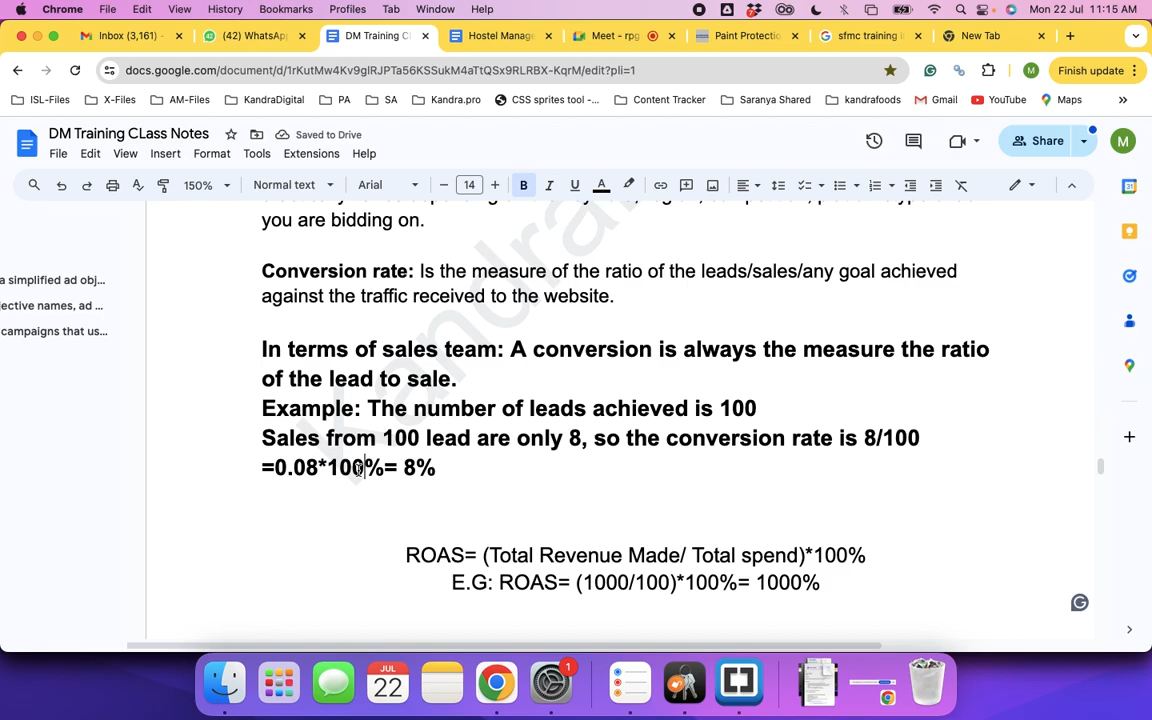 Chrome File Edit View History Bookmarks Profiles Tab Window Help Mon 22 Jul 11:15 AM
Inbox (3,161) - (42) WhatsApp DM Training C Hostel Manage Meet - rpg Paint Protectio sfmc training i New Tab
docs.google.com/document/d/1rKutMw4Kv9glRJPTa56KSSukM4aTtQSx9RLRBX-KqrM/edit?pli=1 M Finish update
ISL-Files X-Files AM-Files KandraDigital PA SA Kandra.pro CSS sprites tool -... Content Tracker Saranya Shared kandrafoods Gmail YouTube Maps »
DM Training CLass Notes Saved to Drive
File Edit View Insert Format Tools Extensions Help
Share M
150% Normal text Arial 14 B I U A
you are bidding on.
Conversion rate: Is the measure of the ratio of the leads/sales/any goal achieved
against the traffic received to the website.
In terms of sales team: A conversion is always the measure the ratio
of the lead to sale.
Example: The number of leads achieved is 100
Sales from 100 lead are only 8, so the conversion rate is 8/100
=0.08*100%= 8%
ROAS= (Total Revenue Made/ Total spend)*100%
E.G: ROAS= (1000/100)*100%= 1000%
a simplified ad obj...
jective names, ad ...
campaigns that us...
Kandra
31
JUL
22
1